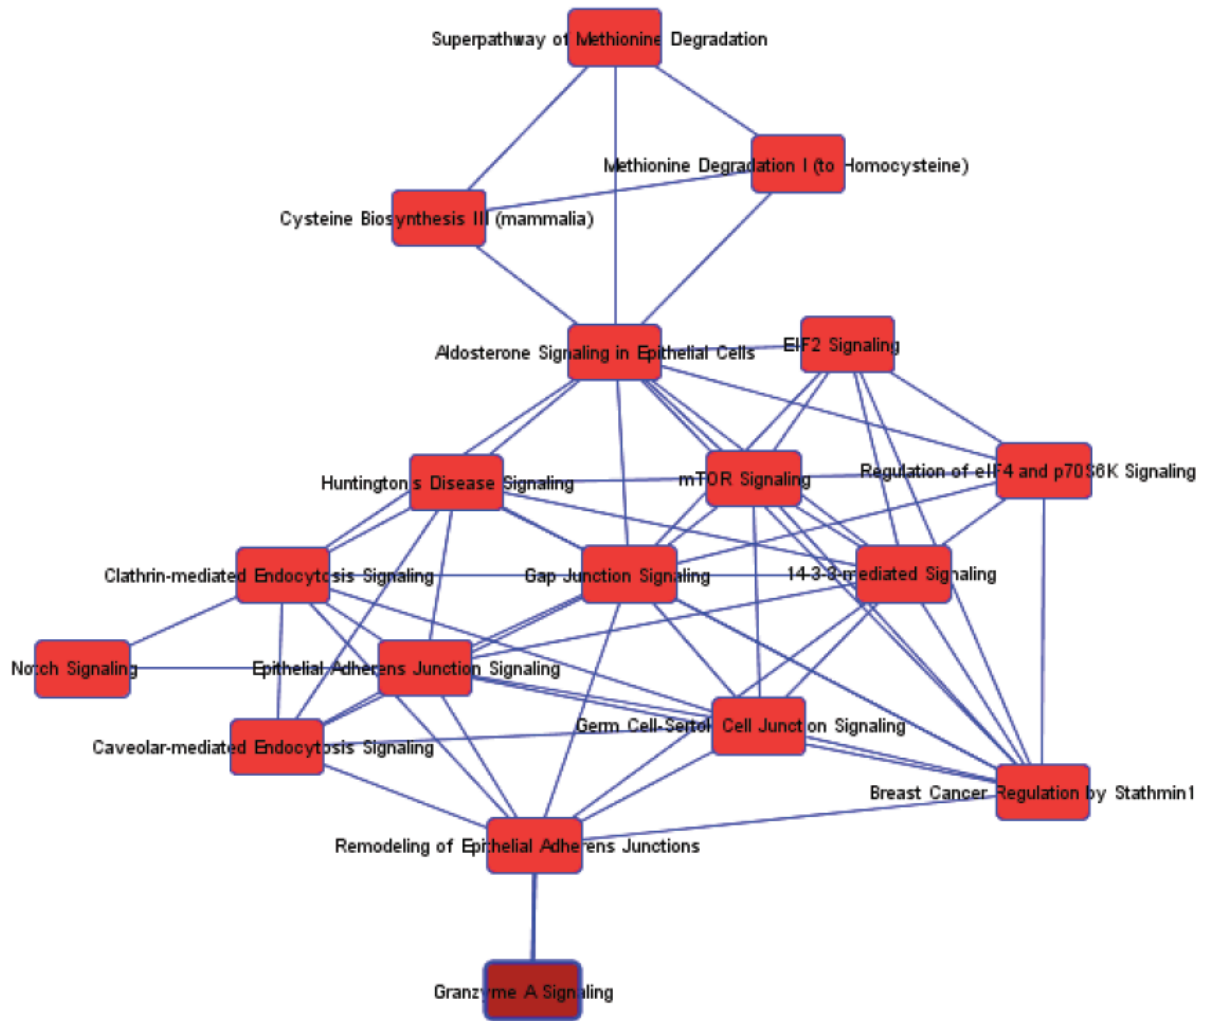 Superpathway of Methionine Degradation
Methionine Degradation I (to Homocysteine)
Cysteine Biosynthesis III (mammalia)
Aldosterone Signaling in Epithelial Cells
EIF2 Signaling
Huntington s Disease Signaling
mTOR Signaling
Regulation of eIF4 and p70S6K Signaling
Clathrin-mediated Endocytosis Signaling
Gap Junction Signaling
14-3-3-mediated Signaling
Notch Signaling
Epithelial Adherens Junction Signaling
Caveolar-mediated Endocytosis Signaling
Germ Cell-Sertoli Cell Junction Signaling
Breast Cancer Regulation by Stathmin1
Remodeling of Epithelial Adherens Junctions
Granzyme A Signaling